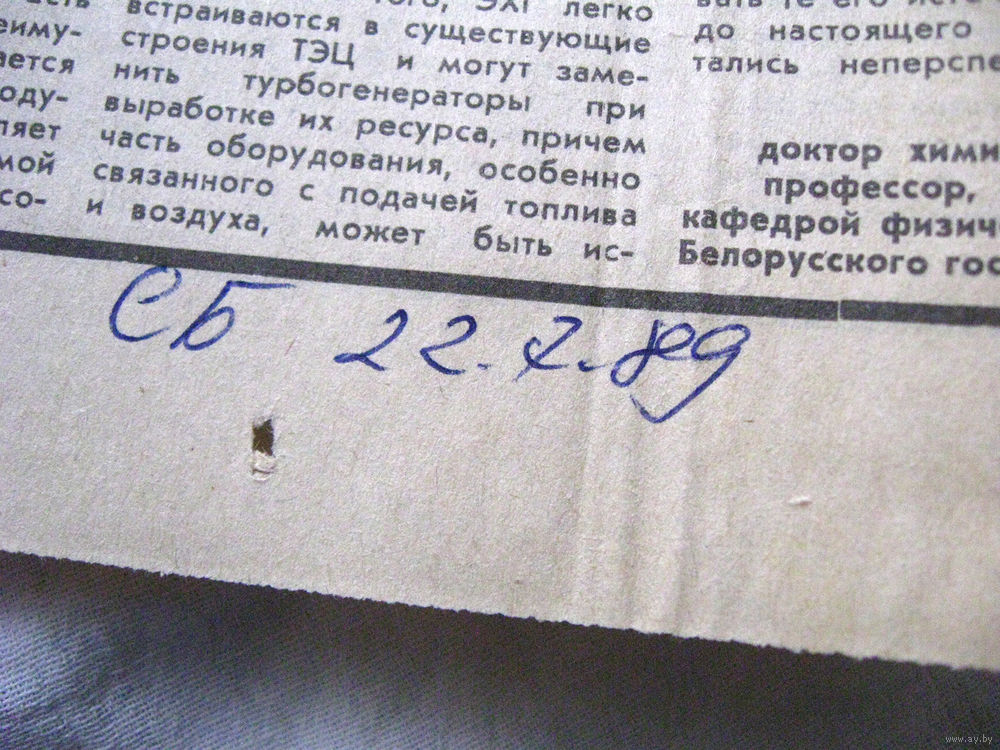 ЭХГ легко
встраиваются в существующие
строения ТЭЦ и могут заме-
нить турбогенераторы при
выработке их ресурса, причем
часть оборудования, особенно
связанного с подачей топлива
и воздуха, может быть ис-
до настоящего
тались неперспе
доктор хими
профессор,
кафедрой физич
Белорусского гос
СБ 22.7.89
www.ay.by